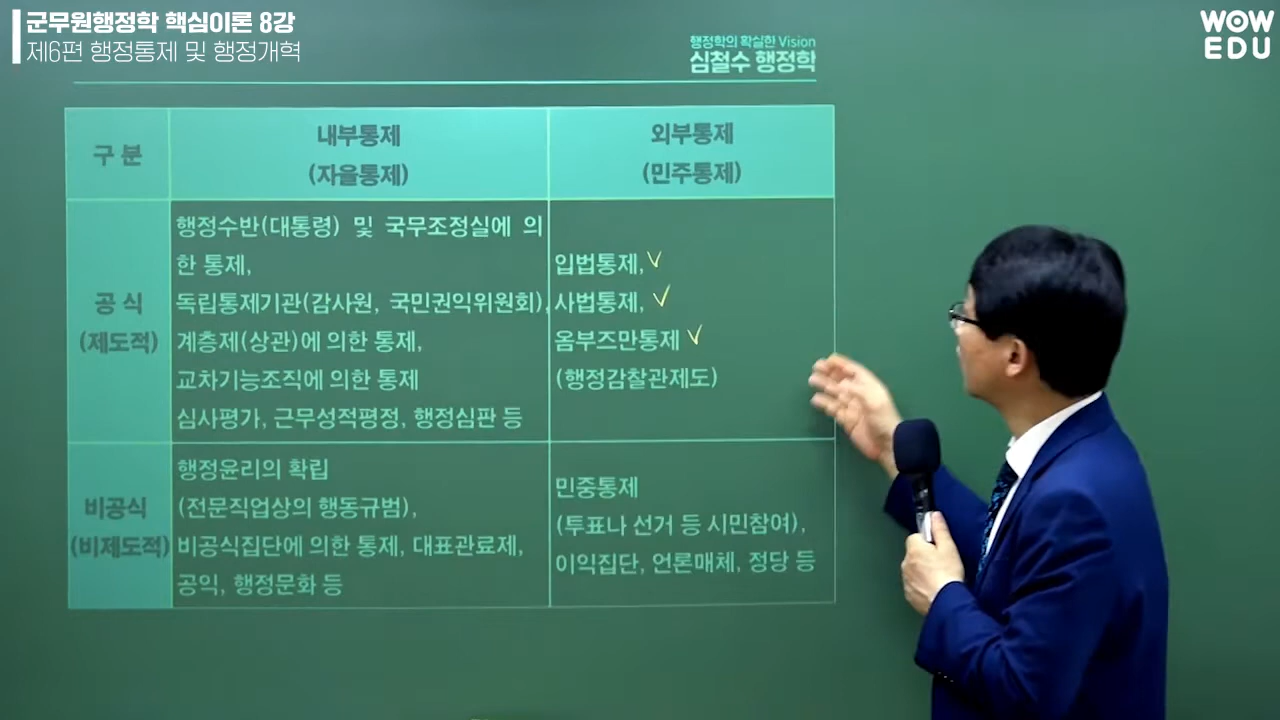 군무원행정학 핵심이론 8강
제6편 행정통제 및 행정개혁
WOW
EDU
행정학의 확실한 Vision
심철수 행정학
구 분
내부통제
(자율통제)
외부통제
(민주통제)
공 식
(제도적)
행정수반(대통령) 및 국무조정실에 의
한 통제,
독립통제기관(감사원, 국민권익위원회),
계층제(상관)에 의한 통제,
교차기능조직에 의한 통제
심사평가, 근무성적평정, 행정심판 등
입법통제,
사법통제,
옴부즈만통제
(행정감찰관제도)
비공식
(비제도적)
행정윤리의 확립
(전문직업상의 행동규범),
비공식집단에 의한 통제, 대표관료제,
공익, 행정문화 등
민중통제
(투표나 선거 등 시민참여),
이익집단, 언론매체, 정당 등